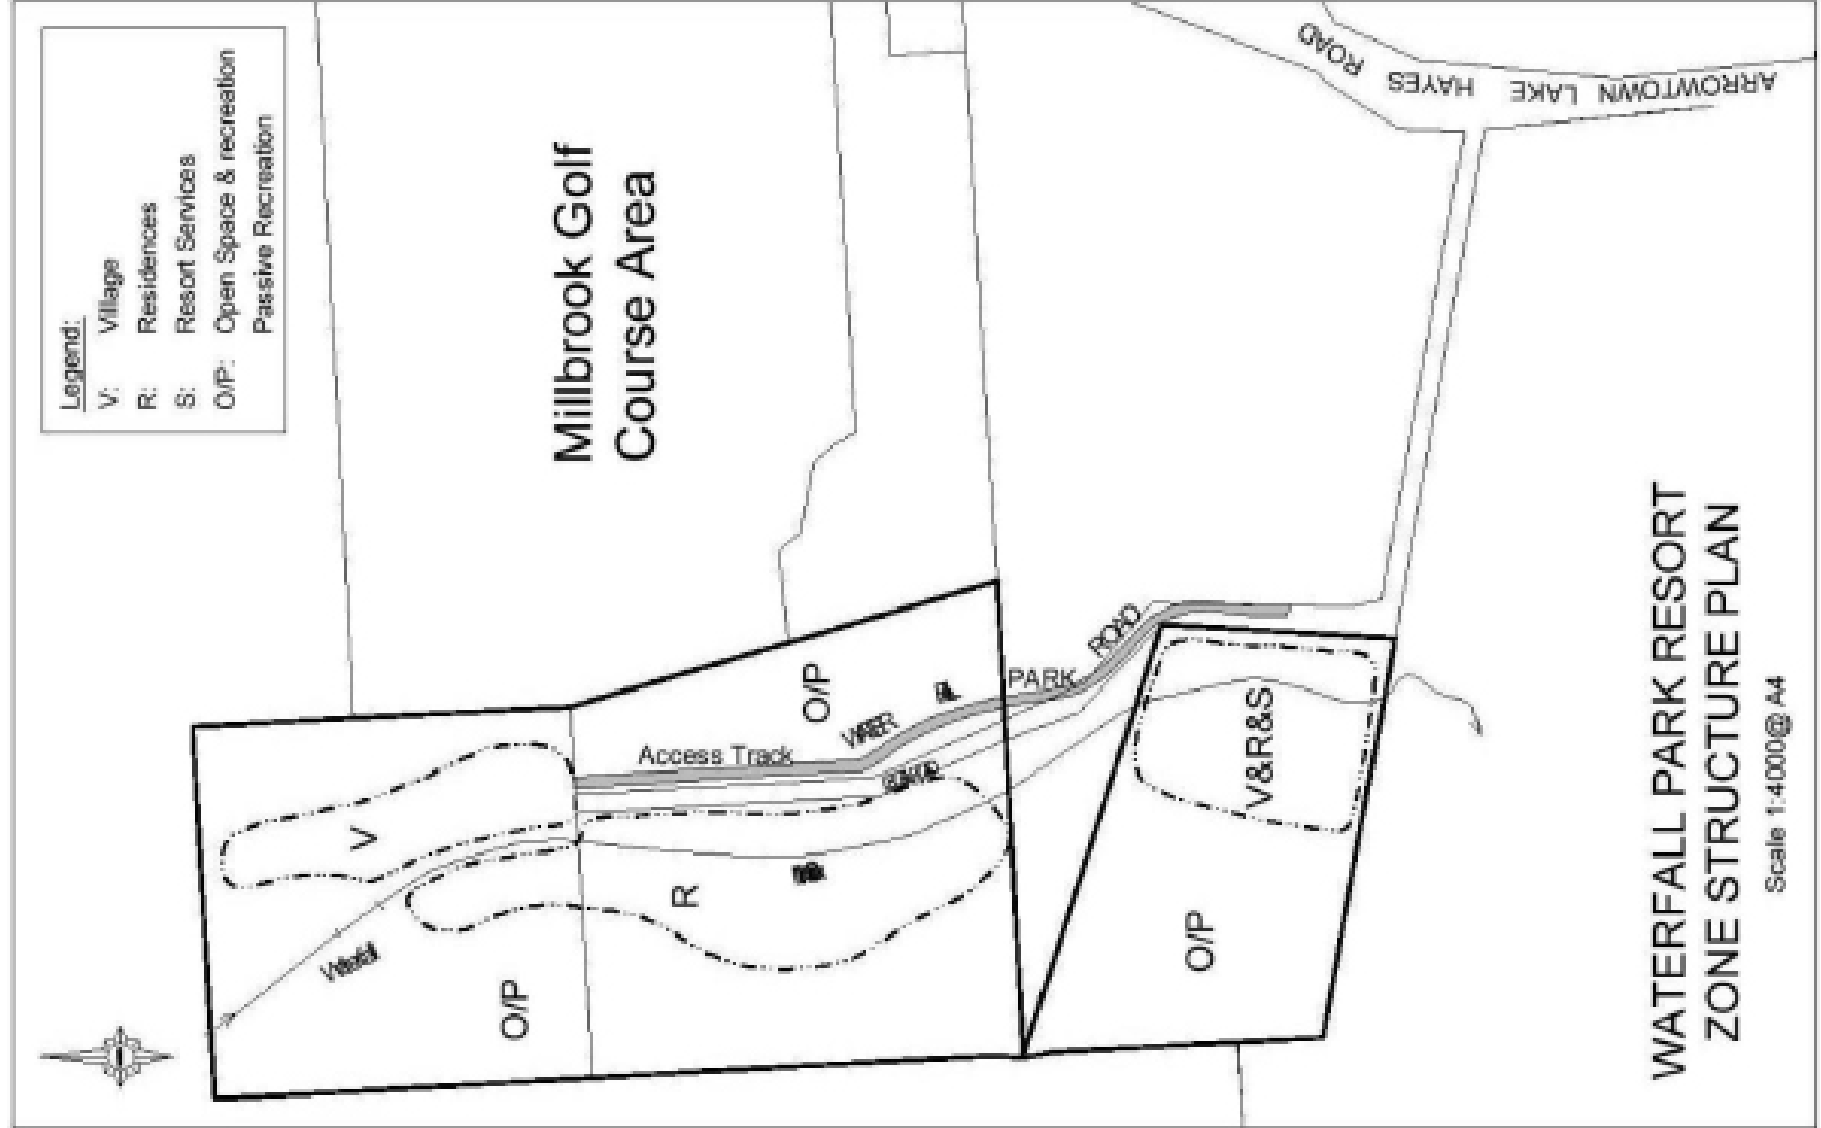 Legend:
V: Village
R: Residences
S: Resort Services
O/P: Open Space & recreation
Passive Recreation
Millbrook Golf
Course Area
ARROWTOWN LAKE HAYES ROAD
V
Access Track
O/P
WATER
PARK
ROAD
R
O/P
V&R&S
O/P
WATERFALL PARK RESORT
ZONE STRUCTURE PLAN
Scale 1:4000@ A4